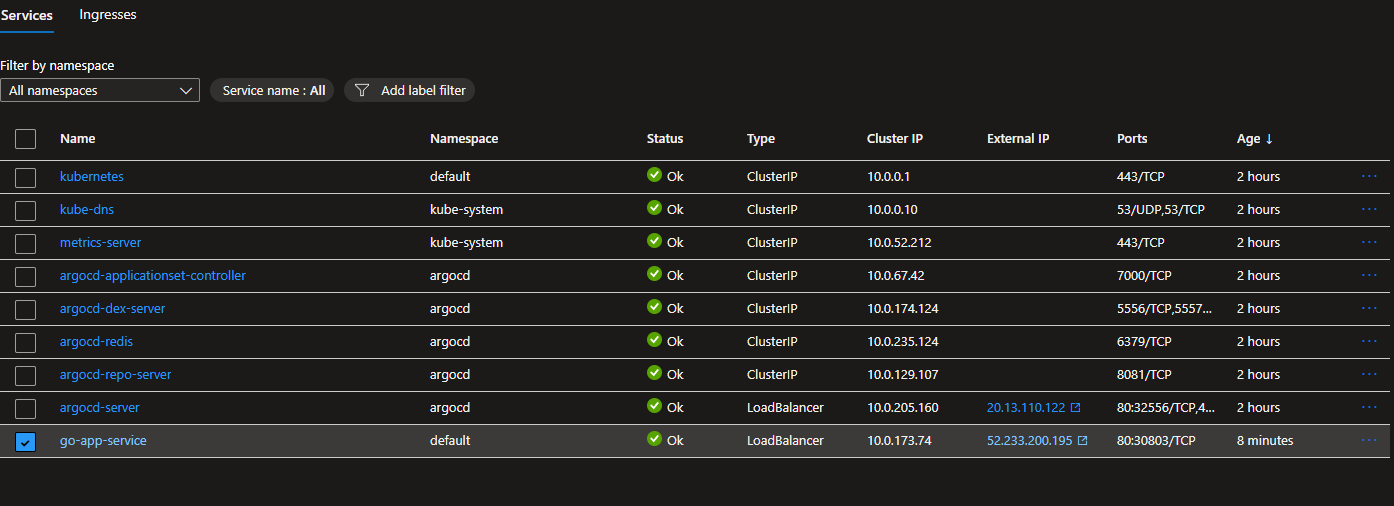 Services Ingresses
Filter by namespace
All namespaces Service name : All Add label filter
Name Namespace Status Type Cluster IP External IP Ports Age ↓
kubernetes default Ok ClusterIP 10.0.0.1 443/TCP 2 hours ...
kube-dns kube-system Ok ClusterIP 10.0.0.10 53/UDP,53/TCP 2 hours ...
metrics-server kube-system Ok ClusterIP 10.0.52.212 443/TCP 2 hours ...
argocd-applicationset-controller argocd Ok ClusterIP 10.0.67.42 7000/TCP 2 hours ...
argocd-dex-server argocd Ok ClusterIP 10.0.174.124 5556/TCP,5557... 2 hours ...
argocd-redis argocd Ok ClusterIP 10.0.235.124 6379/TCP 2 hours ...
argocd-repo-server argocd Ok ClusterIP 10.0.129.107 8081/TCP 2 hours ...
argocd-server argocd Ok LoadBalancer 10.0.205.160 20.13.110.122 80:32556/TCP,4... 2 hours ...
go-app-service default Ok LoadBalancer 10.0.173.74 52.233.200.195 80:30803/TCP 8 minutes ...